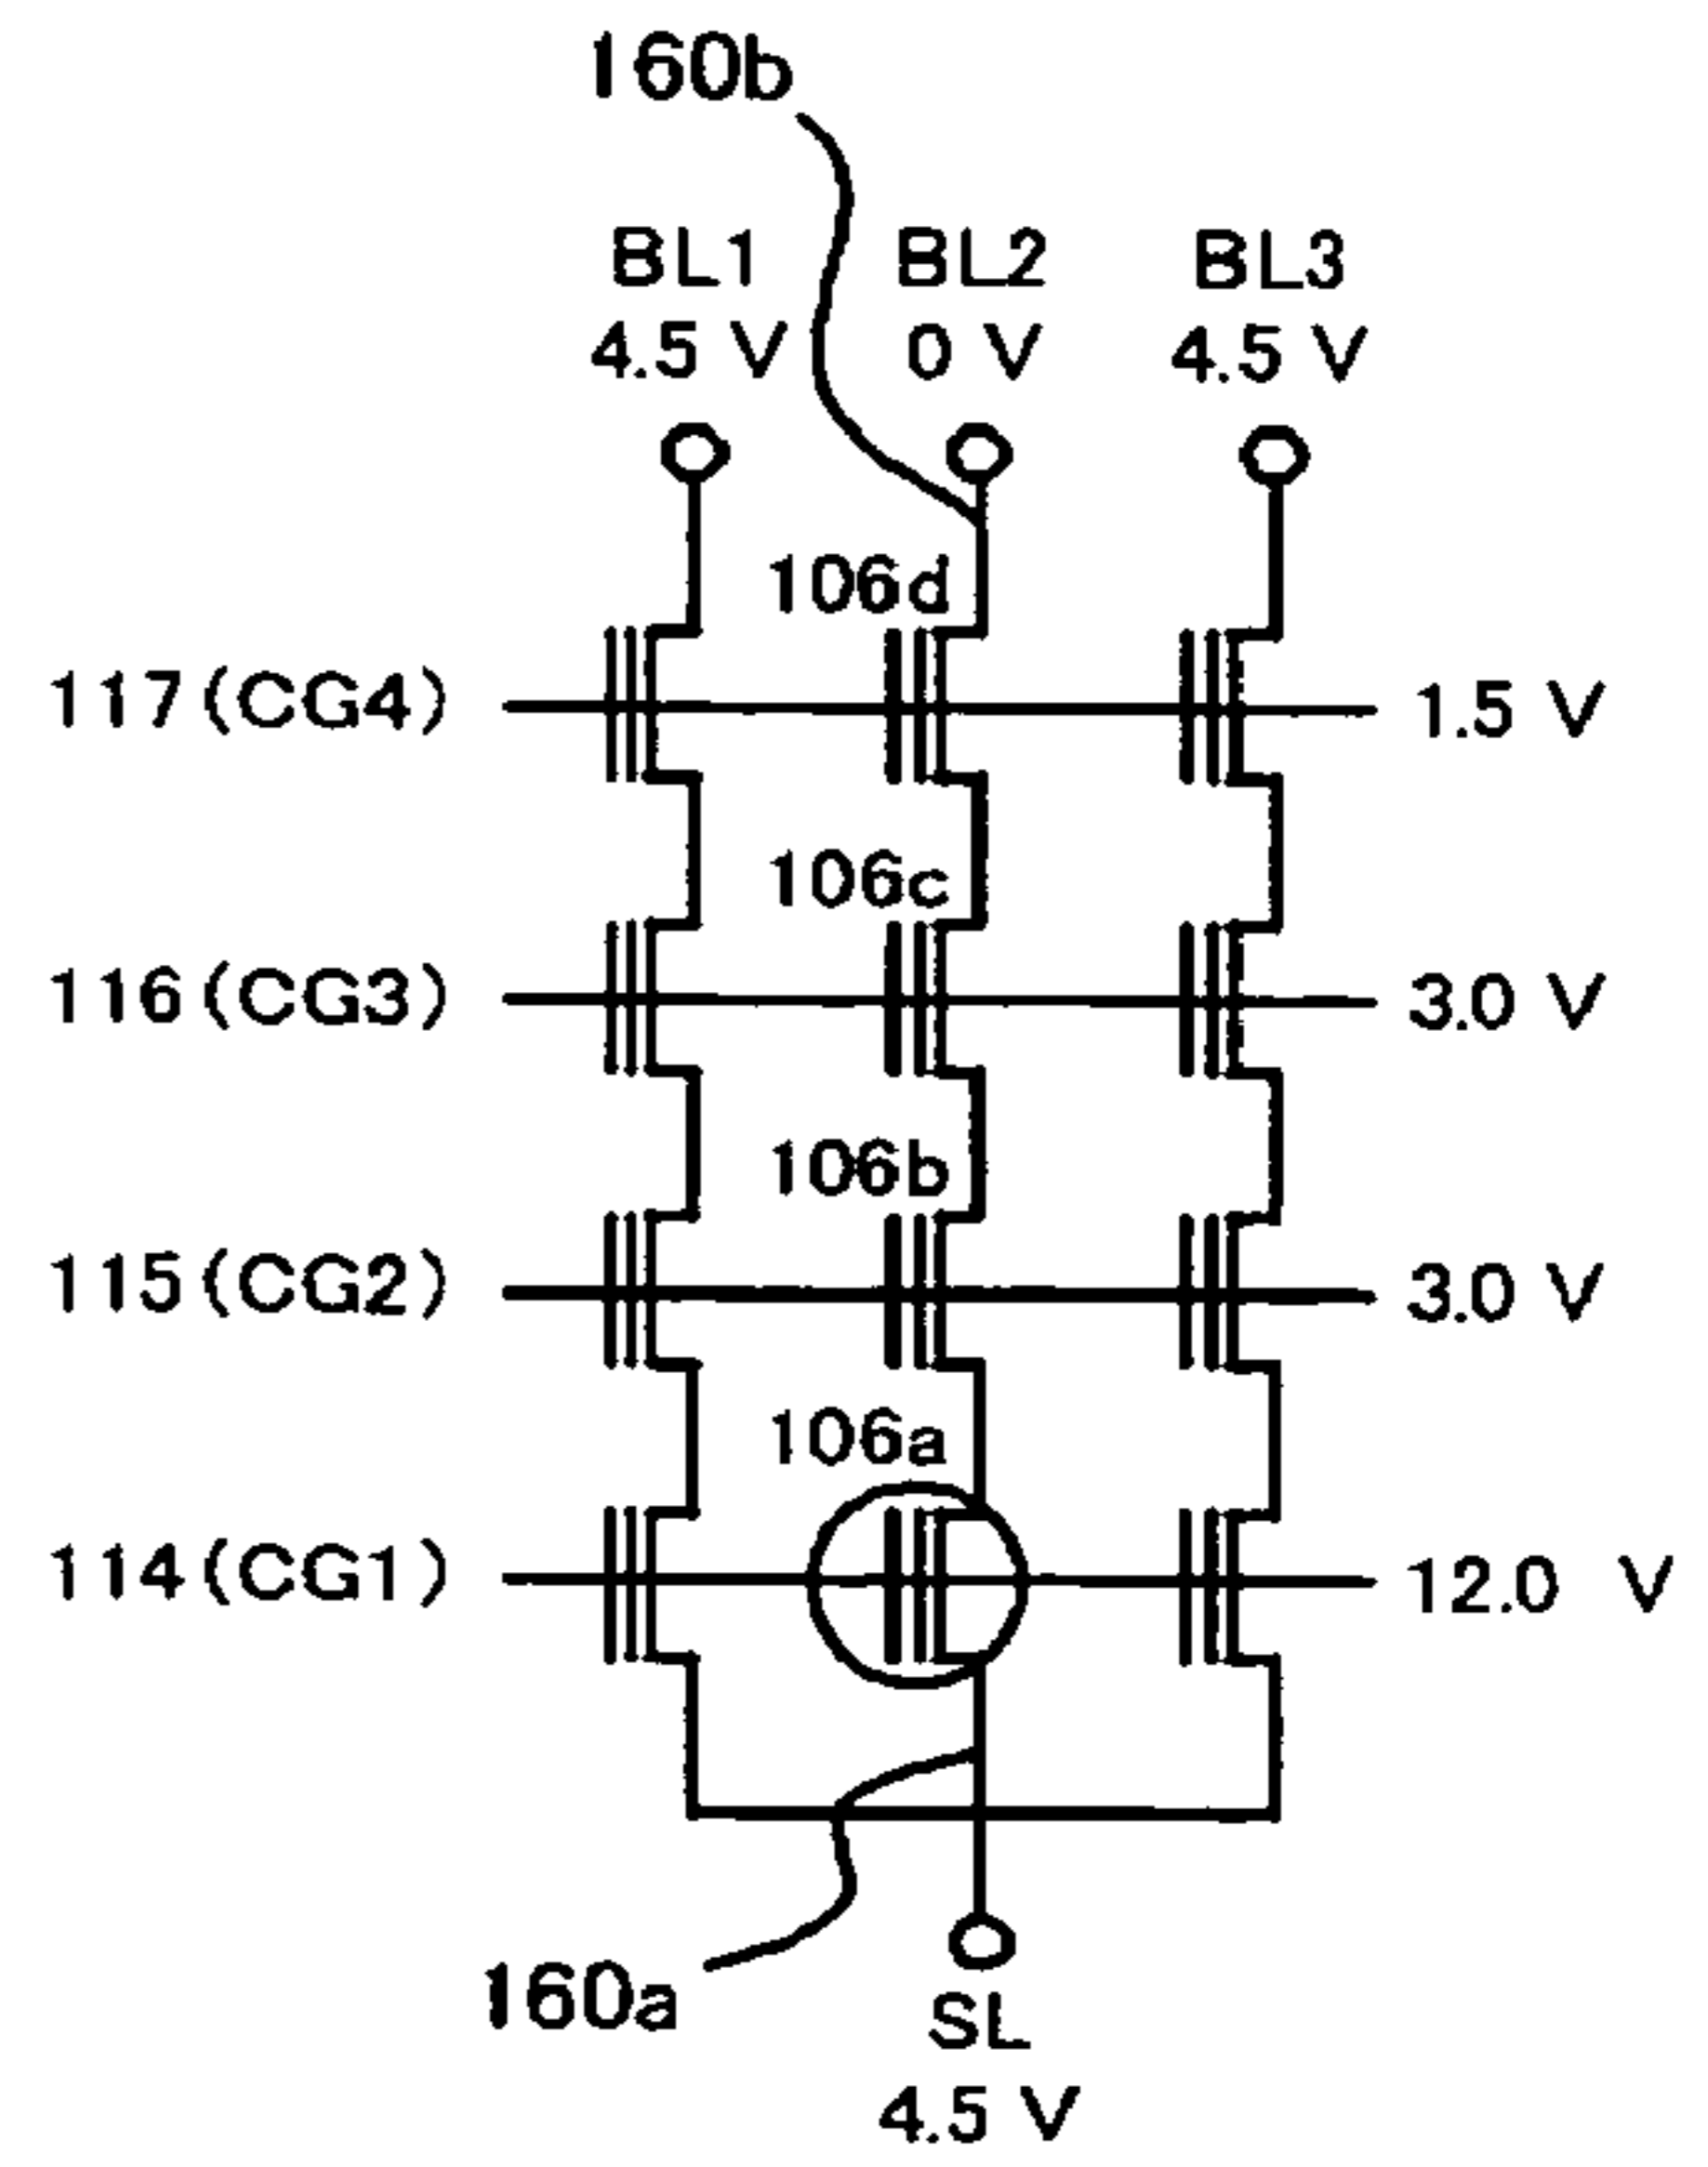 160b
BL1 BL2 BL3
4.5 V 0 V 4.5 V
106d
117(CG4) 1.5 V
106c
116(CG3) 3.0 V
106b
115(CG2) 3.0 V
106a
114(CG1) 12.0 V
160a
SL
4.5 V